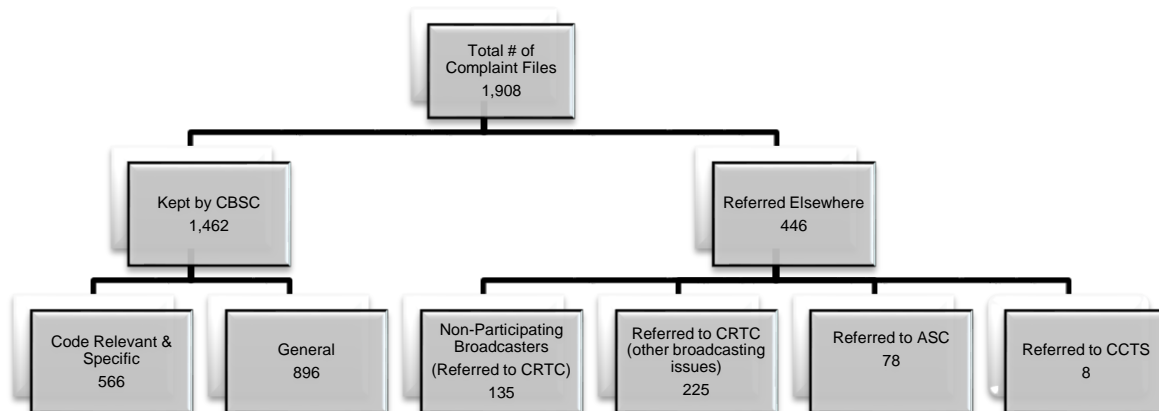 Total # of
Complaint Files
1,908
Kept by CBSC
1,462
Referred Elsewhere
446
Code Relevant &
Specific
566
General
896
Non-Participating
Broadcasters
(Referred to CRTC)
135
Referred to CRTC
(other broadcasting
issues)
225
Referred to ASC
78
Referred to CCTS
8